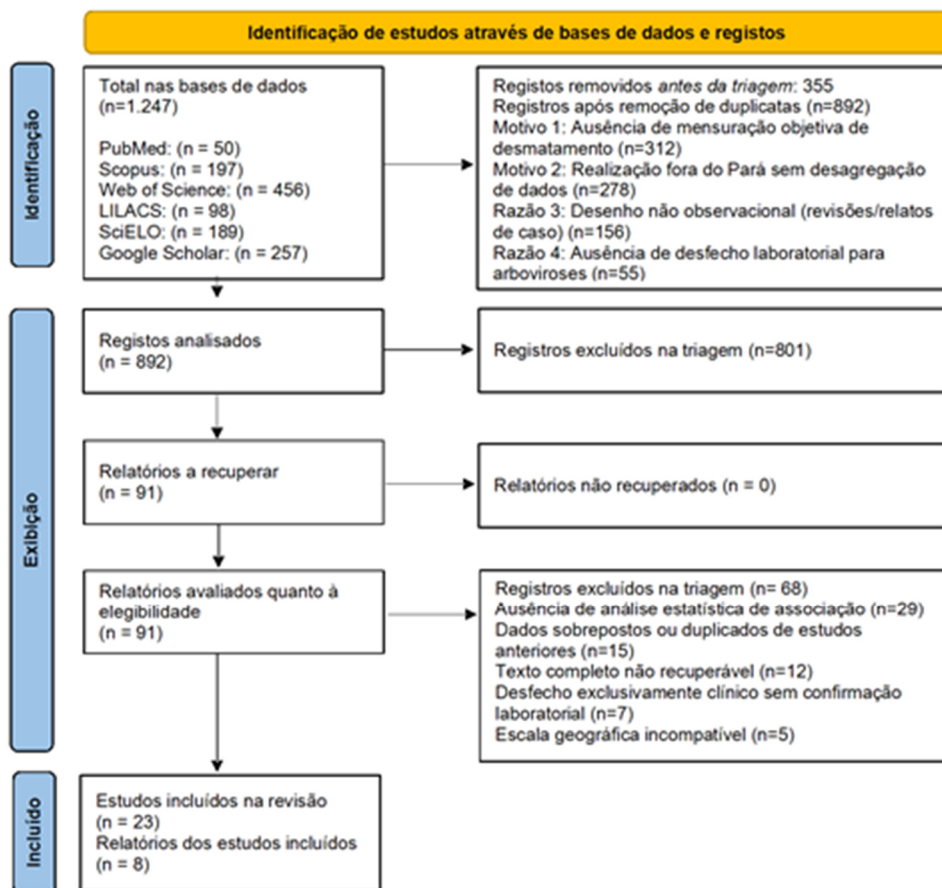 Identificação de estudos através de bases de dados e registos
Identificação
Total nas bases de dados
(n=1.247)
PubMed: (n = 50)
Scopus: (n = 197)
Web of Science: (n = 456)
LILACS: (n = 98)
SciELO: (n = 189)
Google Scholar: (n = 257)
Registos removidos antes da triagem: 355
Registros após remoção de duplicatas (n=892)
Motivo 1: Ausência de mensuração objetiva de
desmatamento (n=312)
Motivo 2: Realização fora do Pará sem desagregação
de dados (n=278)
Razão 3: Desenho não observacional (revisões/relatos
de caso) (n=156)
Razão 4: Ausência de desfecho laboratorial para
arboviroses (n=55)
Exibição
Registos analisados
(n = 892)
Registros excluídos na triagem (n=801)
Relatórios a recuperar
(n = 91)
Relatórios não recuperados (n = 0)
Relatórios avaliados quanto à
elegibilidade
(n = 91)
Registros excluídos na triagem (n= 68)
Ausência de análise estatística de associação (n=29)
Dados sobrepostos ou duplicados de estudos
anteriores (n=15)
Texto completo não recuperável (n=12)
Desfecho exclusivamente clínico sem confirmação
laboratorial (n=7)
Escala geográfica incompatível (n=5)
Incluído
Estudos incluídos na revisão
(n = 23)
Relatórios dos estudos incluídos
(n = 8)